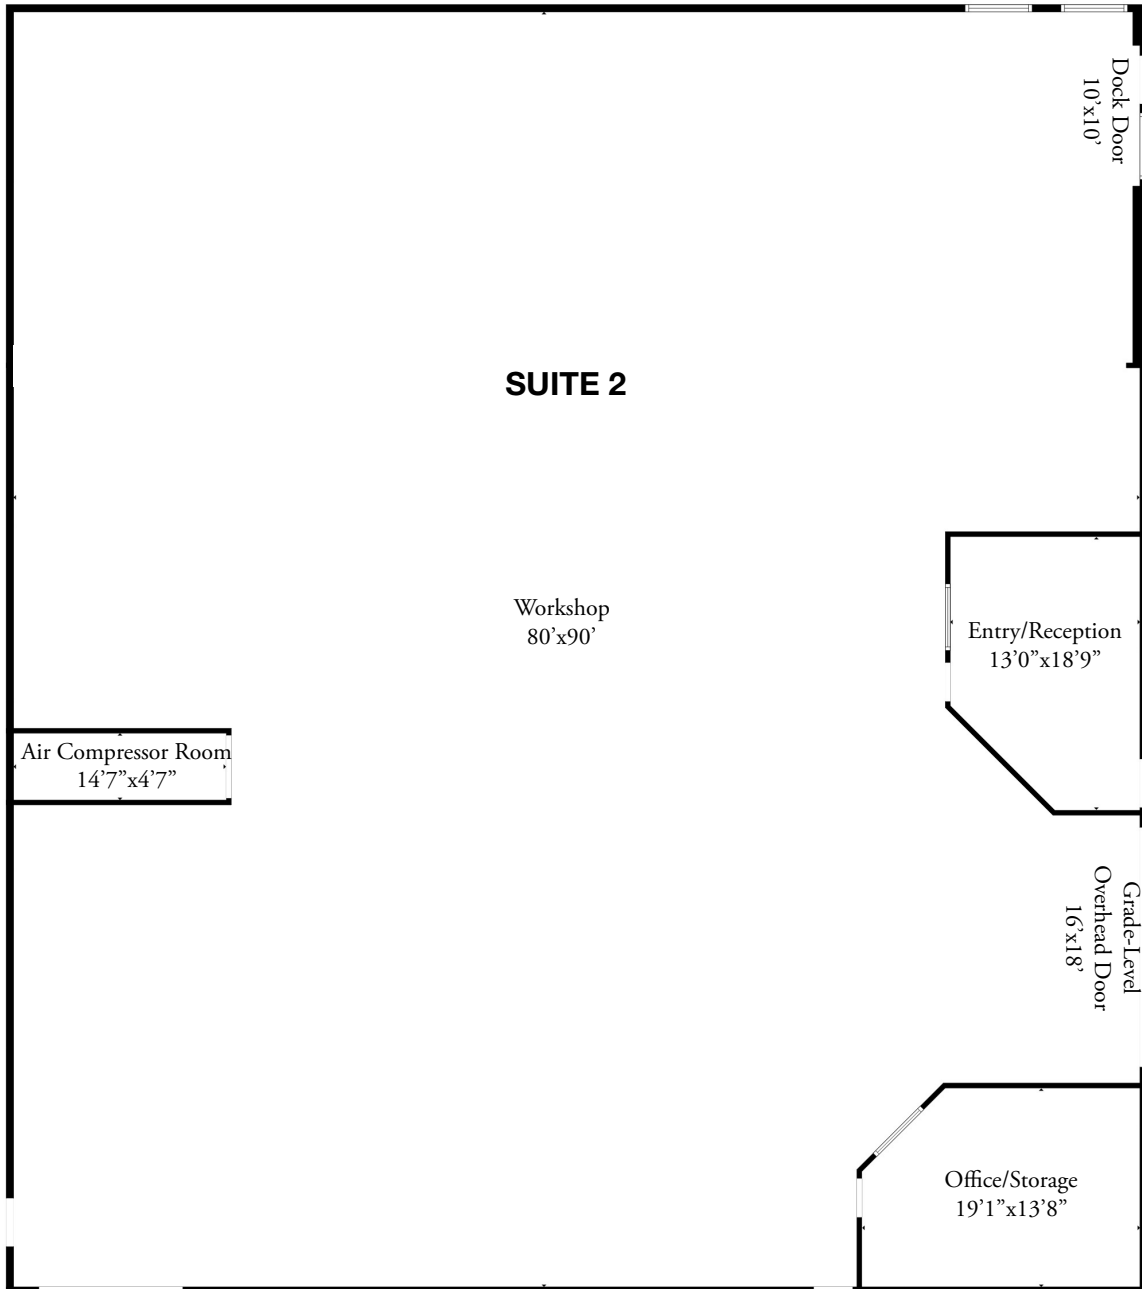 Dock Door
10’x10’
SUITE 2
Workshop
80’x90’
Entry/Reception
13’0”x18’9”
Air Compressor Room
14’7”x4’7”
Grade-Level
Overhead Door
16’x18’
Office/Storage
19’1”x13’8”